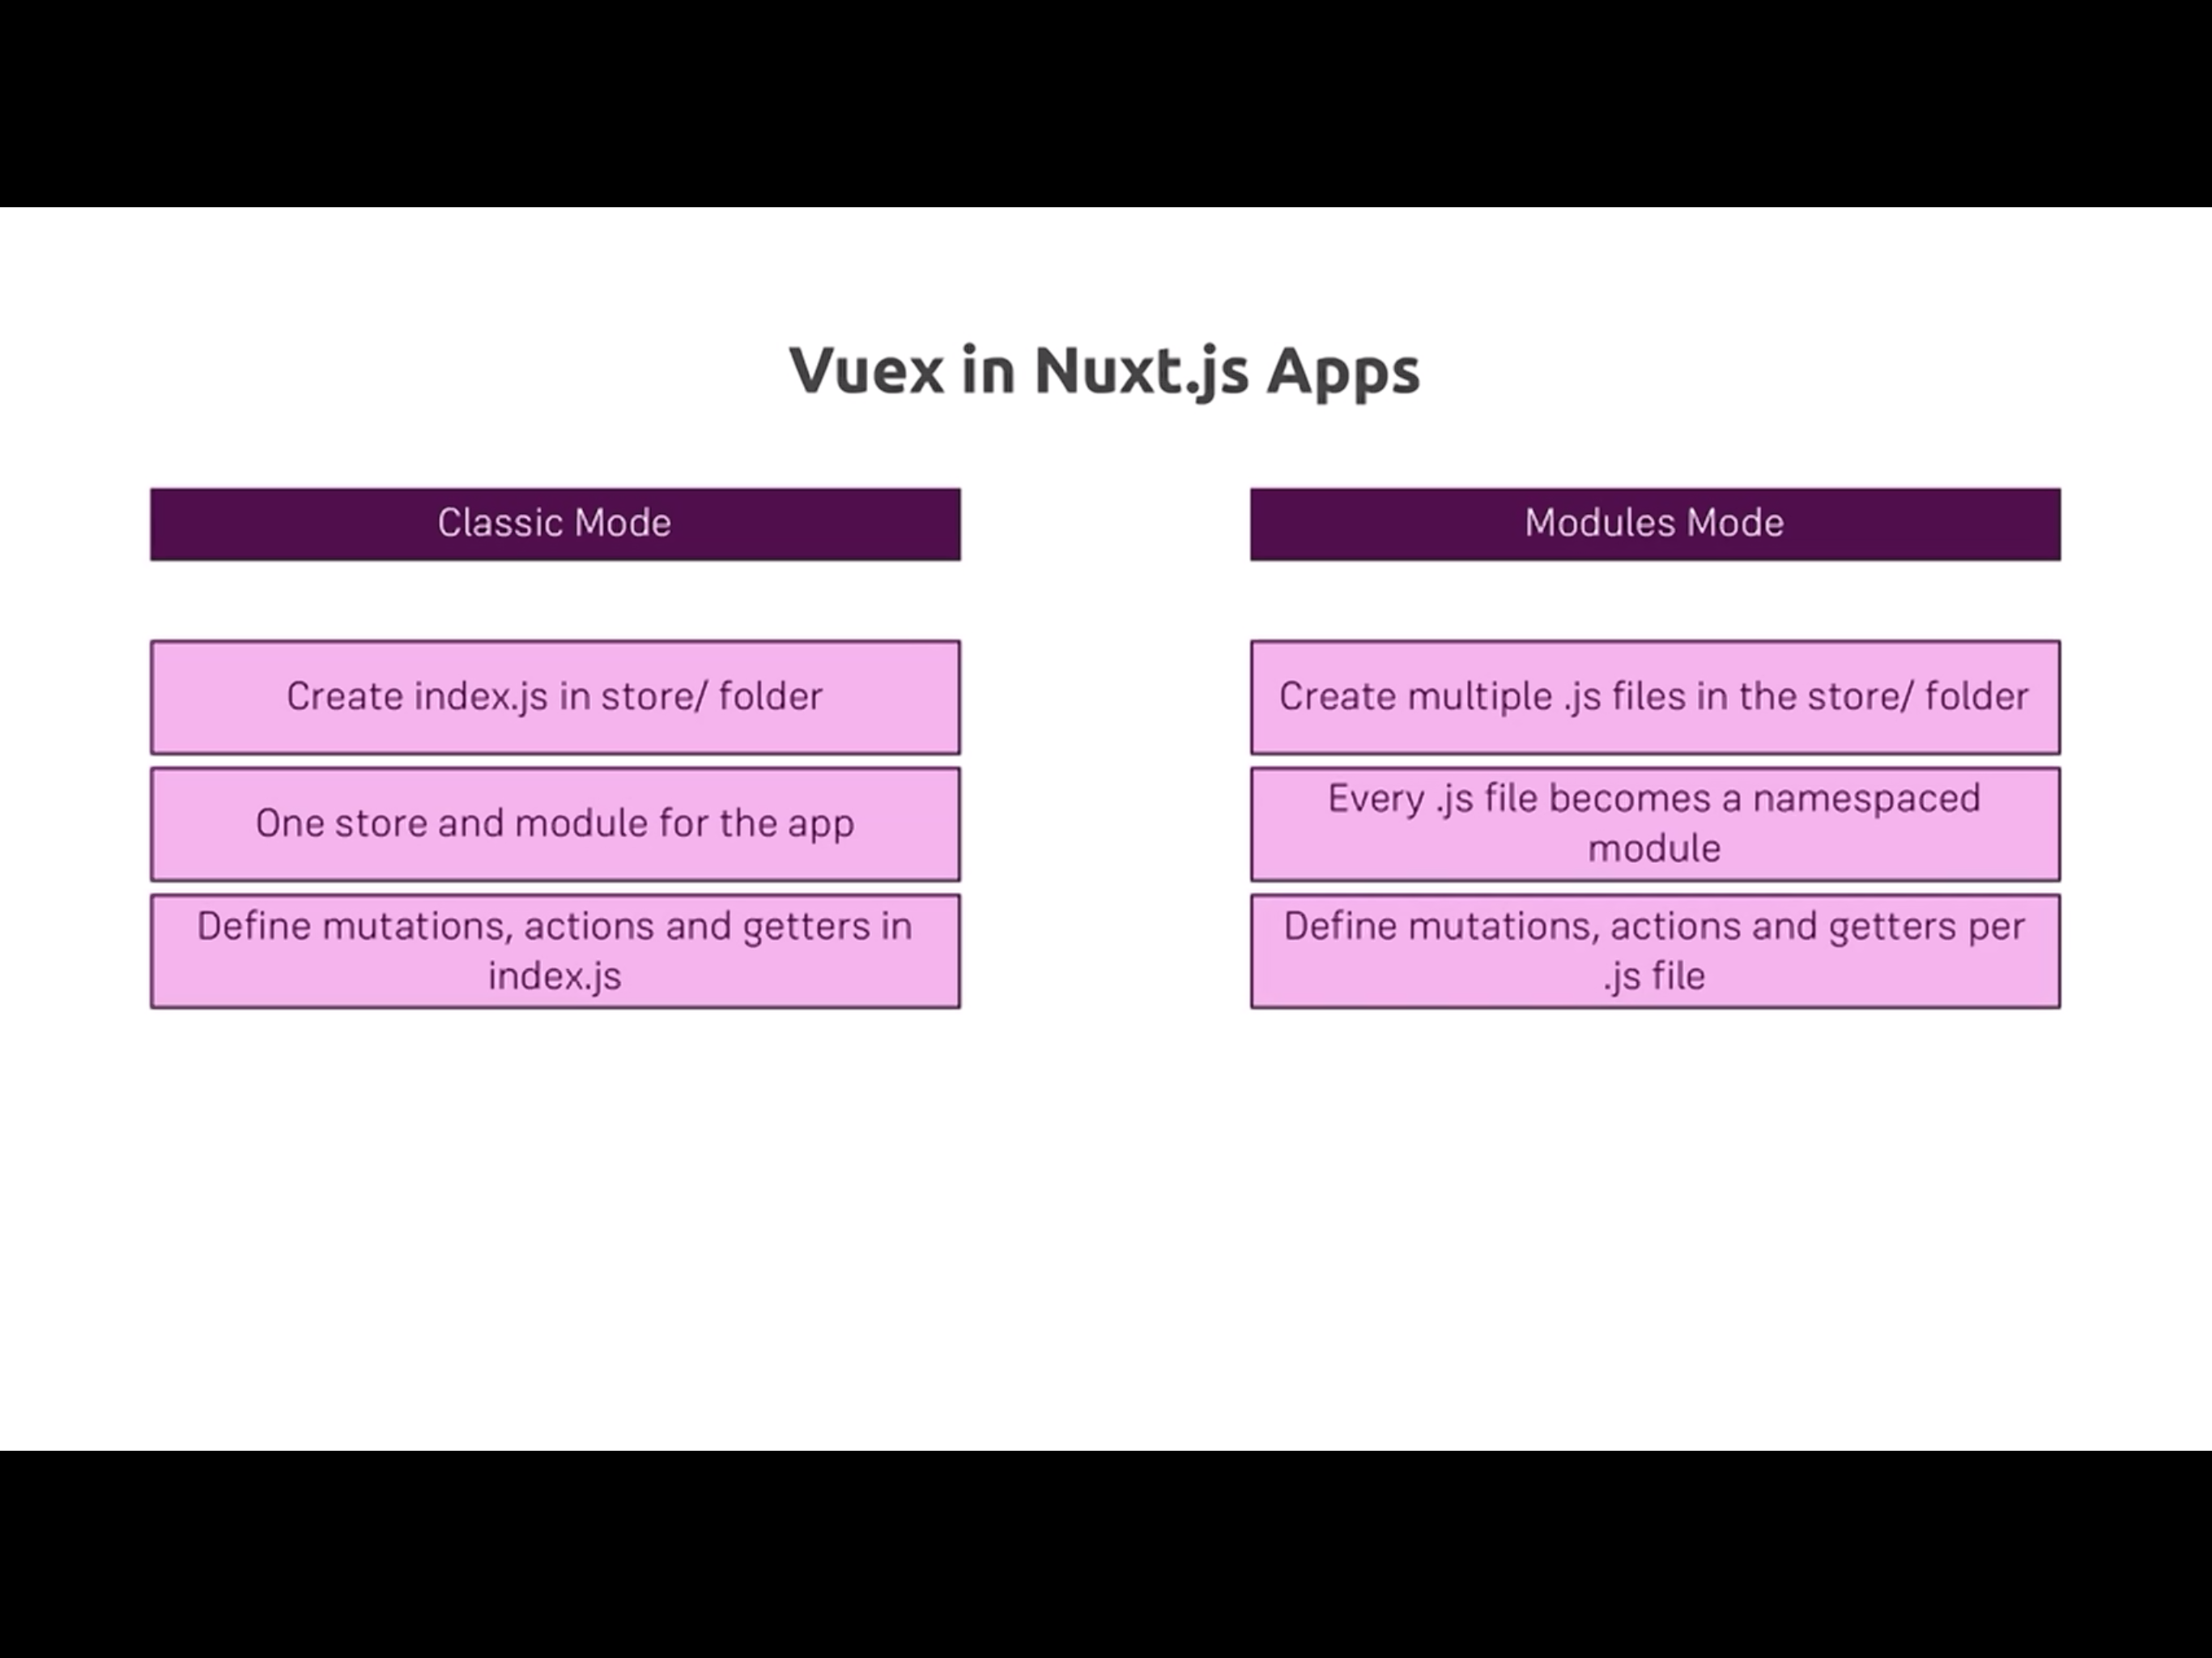 Vuex in Nuxt.js Apps
Classic Mode
Create index.js in store/ folder
One store and module for the app
Define mutations, actions and getters in
index.js
Modules Mode
Create multiple .js files in the store/ folder
Every .js file becomes a namespaced
module
Define mutations, actions and getters per
.js file